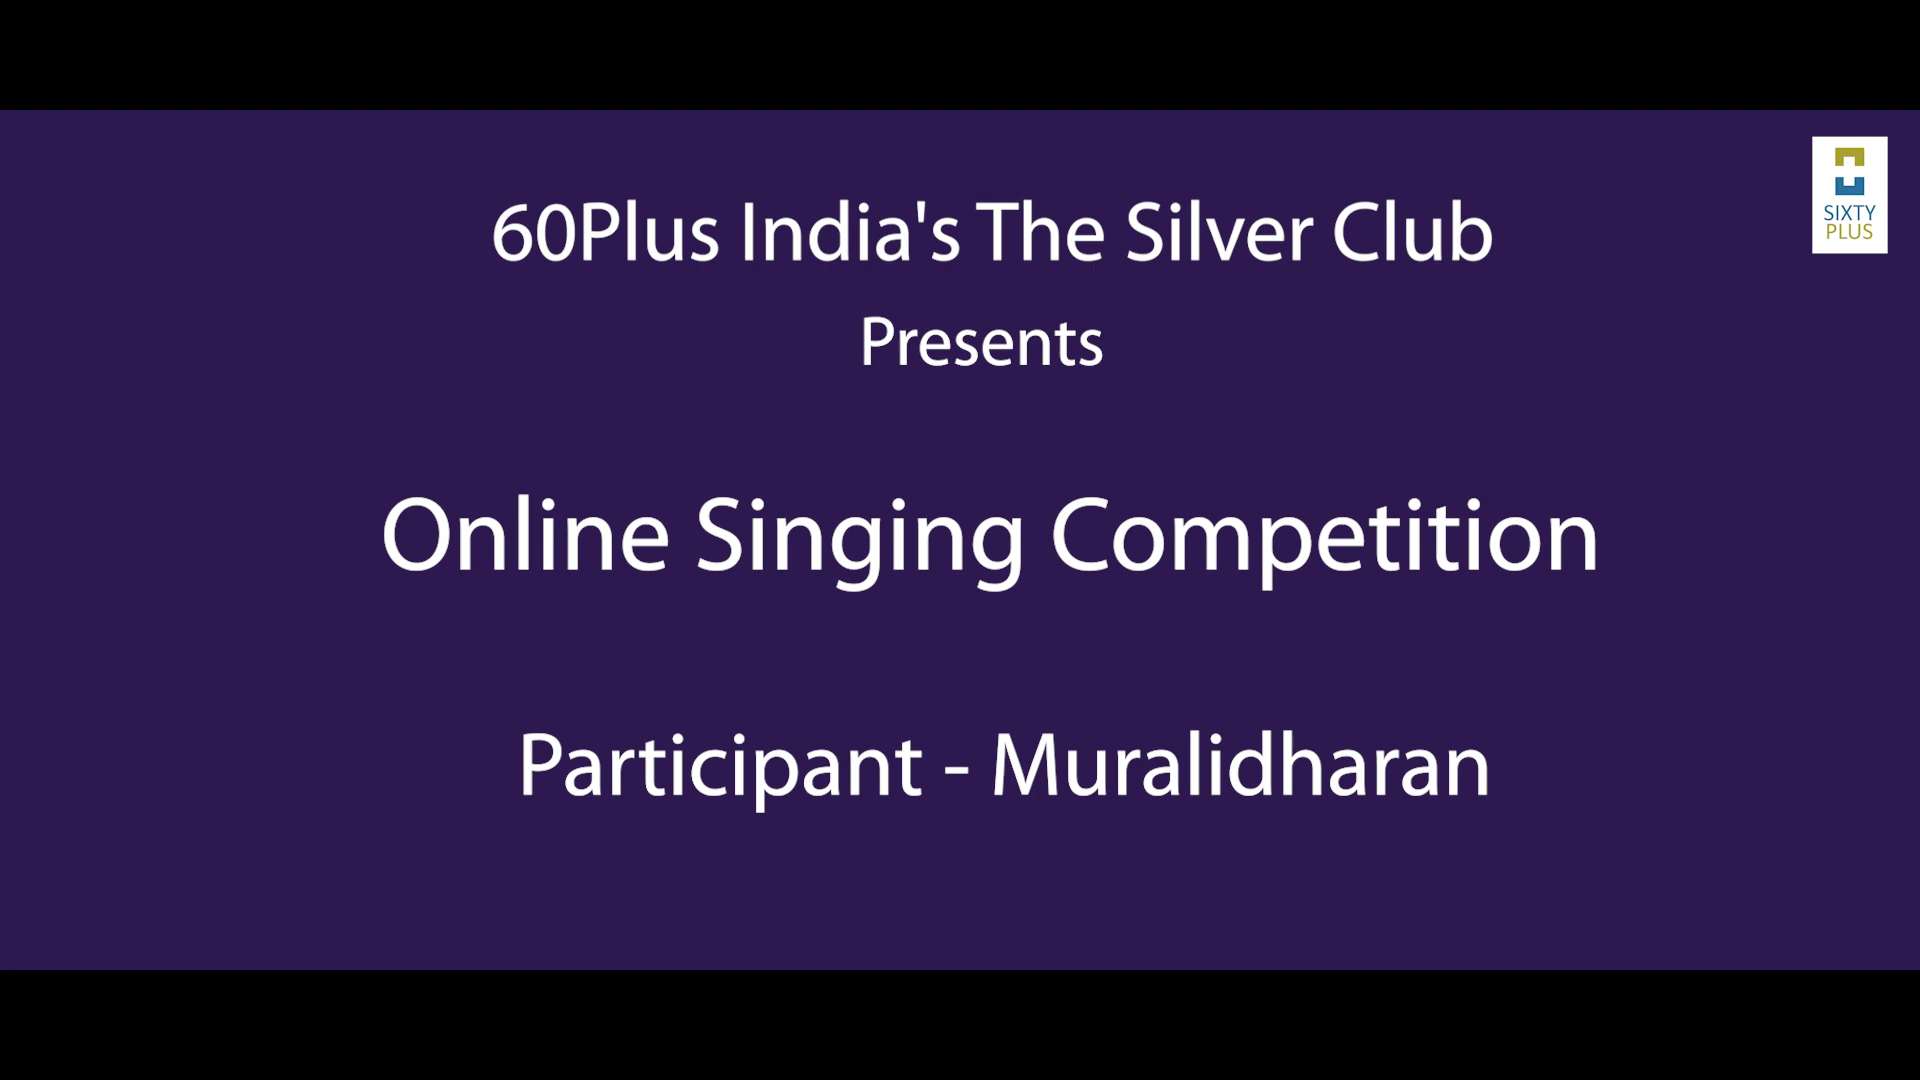 60Plus India's The Silver Club
Presents
Online Singing Competition
Participant - Muralidharan
SIXTY
PLUS